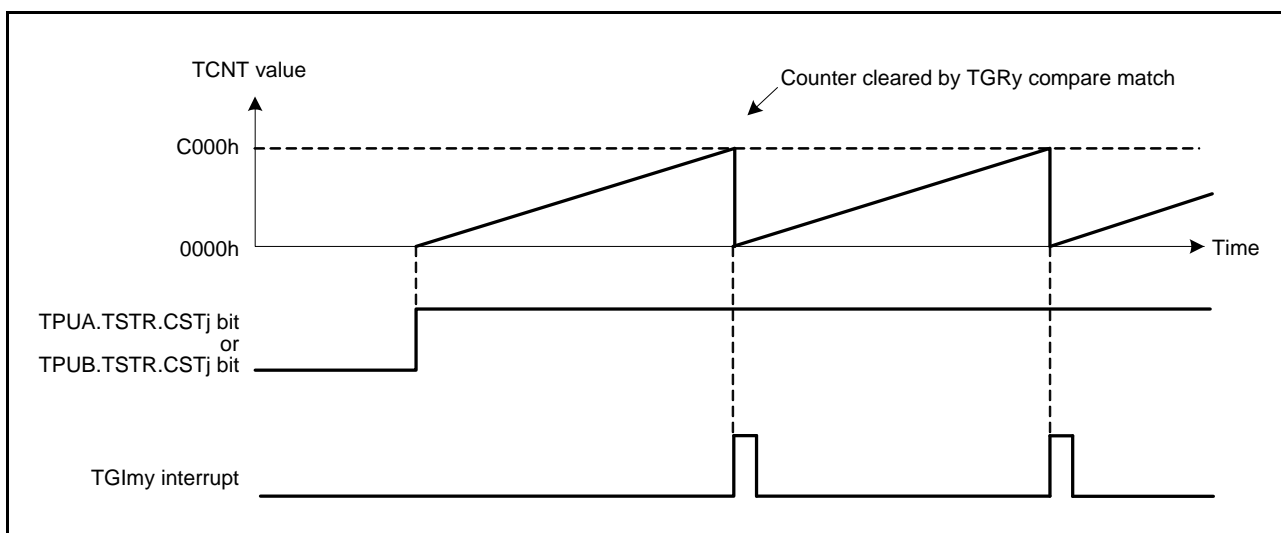 TCNT value
Counter cleared by TGRy compare match
C000h
0000h
Time
TPUA.TSTR.CSTj bit
or
TPUB.TSTR.CSTj bit
TGImy interrupt